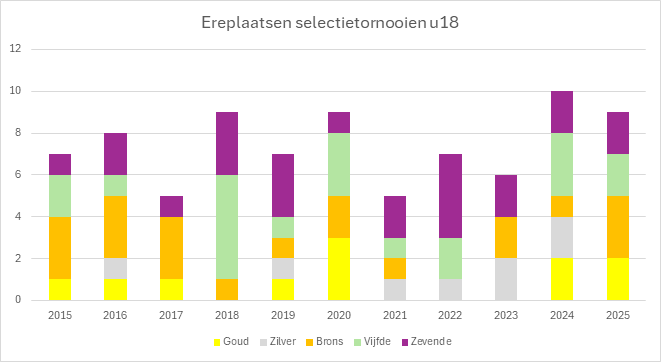 Ereplaatsen selectietornooien u18
12
10
8
6
4
2
0
2015 2016 2017 2018 2019 2020 2021 2022 2023 2024 2025
Goud Zilver Brons Vijfde Zevende